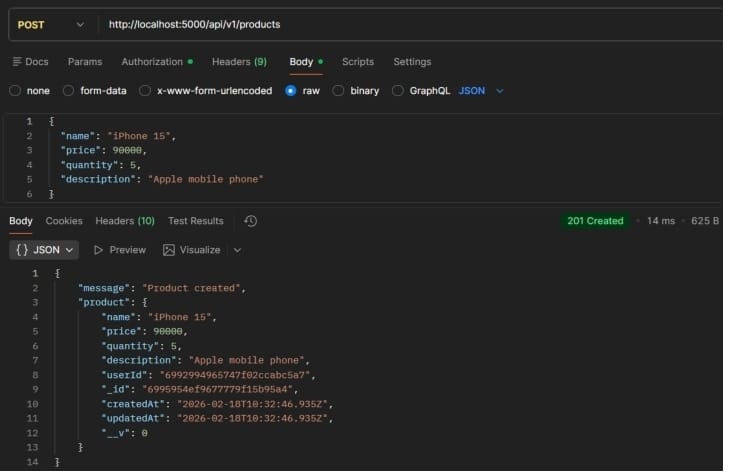 POST http://localhost:5000/api/v1/products
Docs Params Authorization Headers (9) Body Scripts Settings
none form-data x-www-form-urlencoded raw binary GraphQL JSON
1 {
2 "name": "iPhone 15",
3 "price": 90000,
4 "quantity": 5,
5 "description": "Apple mobile phone"
6 }
Body Cookies Headers (10) Test Results 201 Created • 14 ms • 625 B
{} JSON Preview Visualize
1 {
2 "message": "Product created",
3 "product": {
4 "name": "iPhone 15",
5 "price": 90000,
6 "quantity": 5,
7 "description": "Apple mobile phone",
8 "userId": "6992994965747f02ccabc5a7",
9 "_id": "6995954ef9677779f15b95a4",
10 "createdAt": "2026-02-18T10:32:46.935Z",
11 "updatedAt": "2026-02-18T10:32:46.935Z",
12 "__v": 0
13 }
14 }